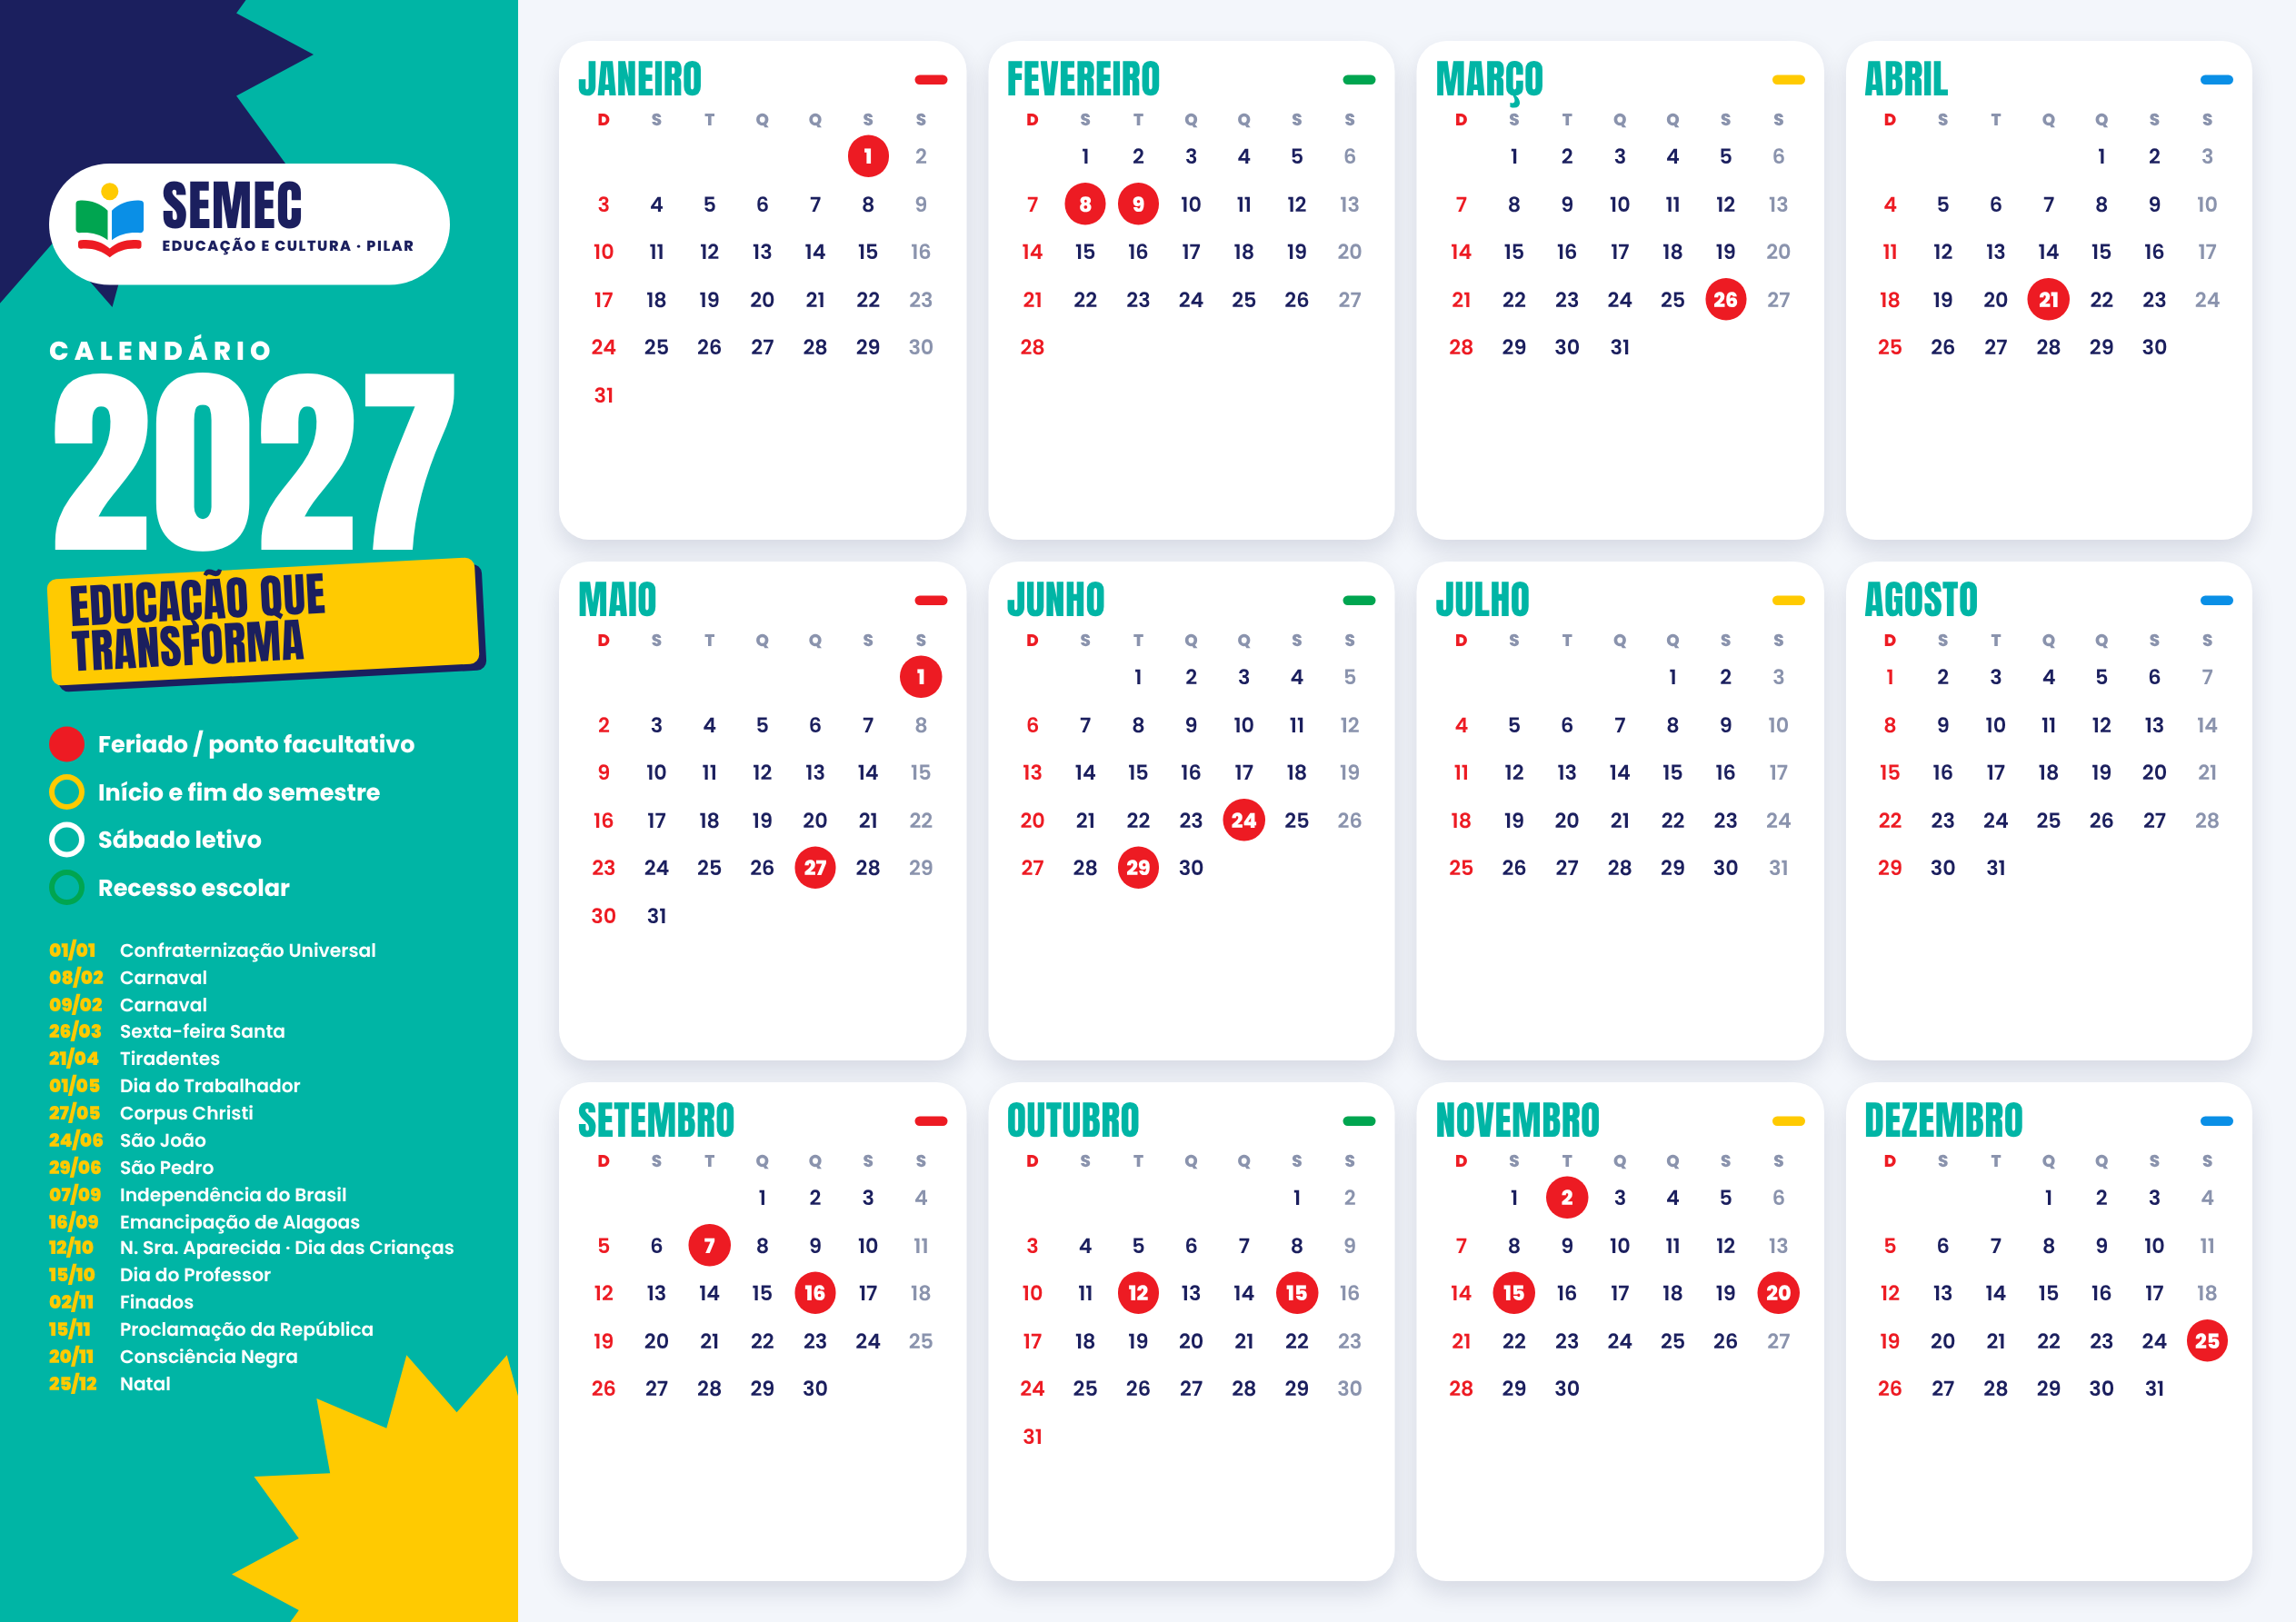 SEMEC
EDUCAÇÃO E CULTURA · PILAR
CALENDÁRIO
2027
EDUCAÇÃO QUE
TRANSFORMA
Feriado / ponto facultativo
Início e fim do semestre
Sábado letivo
Recesso escolar
01/01 Confraternização Universal
08/02 Carnaval
09/02 Carnaval
26/03 Sexta-feira Santa
21/04 Tiradentes
01/05 Dia do Trabalhador
27/05 Corpus Christi
24/06 São João
29/06 São Pedro
07/09 Independência do Brasil
16/09 Emancipação de Alagoas
12/10 N. Sra. Aparecida · Dia das Crianças
15/10 Dia do Professor
02/11 Finados
15/11 Proclamação da República
20/11 Consciência Negra
25/12 Natal
JANEIRO
D S T Q Q S S
1 2
3 4 5 6 7 8 9
10 11 12 13 14 15 16
17 18 19 20 21 22 23
24 25 26 27 28 29 30
31
FEVEREIRO
D S T Q Q S S
1 2 3 4 5 6
7 8 9 10 11 12 13
14 15 16 17 18 19 20
21 22 23 24 25 26 27
28
MARÇO
D S T Q Q S S
1 2 3 4 5 6
7 8 9 10 11 12 13
14 15 16 17 18 19 20
21 22 23 24 25 26 27
28 29 30 31
ABRIL
D S T Q Q S S
1 2 3
4 5 6 7 8 9 10
11 12 13 14 15 16 17
18 19 20 21 22 23 24
25 26 27 28 29 30
MAIO
D S T Q Q S S
1
2 3 4 5 6 7 8
9 10 11 12 13 14 15
16 17 18 19 20 21 22
23 24 25 26 27 28 29
30 31
JUNHO
D S T Q Q S S
1 2 3 4 5
6 7 8 9 10 11 12
13 14 15 16 17 18 19
20 21 22 23 24 25 26
27 28 29 30
JULHO
D S T Q Q S S
1 2 3
4 5 6 7 8 9 10
11 12 13 14 15 16 17
18 19 20 21 22 23 24
25 26 27 28 29 30 31
AGOSTO
D S T Q Q S S
1 2 3 4 5 6 7
8 9 10 11 12 13 14
15 16 17 18 19 20 21
22 23 24 25 26 27 28
29 30 31
SETEMBRO
D S T Q Q S S
1 2 3 4
5 6 7 8 9 10 11
12 13 14 15 16 17 18
19 20 21 22 23 24 25
26 27 28 29 30
OUTUBRO
D S T Q Q S S
1 2
3 4 5 6 7 8 9
10 11 12 13 14 15 16
17 18 19 20 21 22 23
24 25 26 27 28 29 30
31
NOVEMBRO
D S T Q Q S S
1 2 3 4 5 6
7 8 9 10 11 12 13
14 15 16 17 18 19 20
21 22 23 24 25 26 27
28 29 30
DEZEMBRO
D S T Q Q S S
1 2 3 4
5 6 7 8 9 10 11
12 13 14 15 16 17 18
19 20 21 22 23 24 25
26 27 28 29 30 31